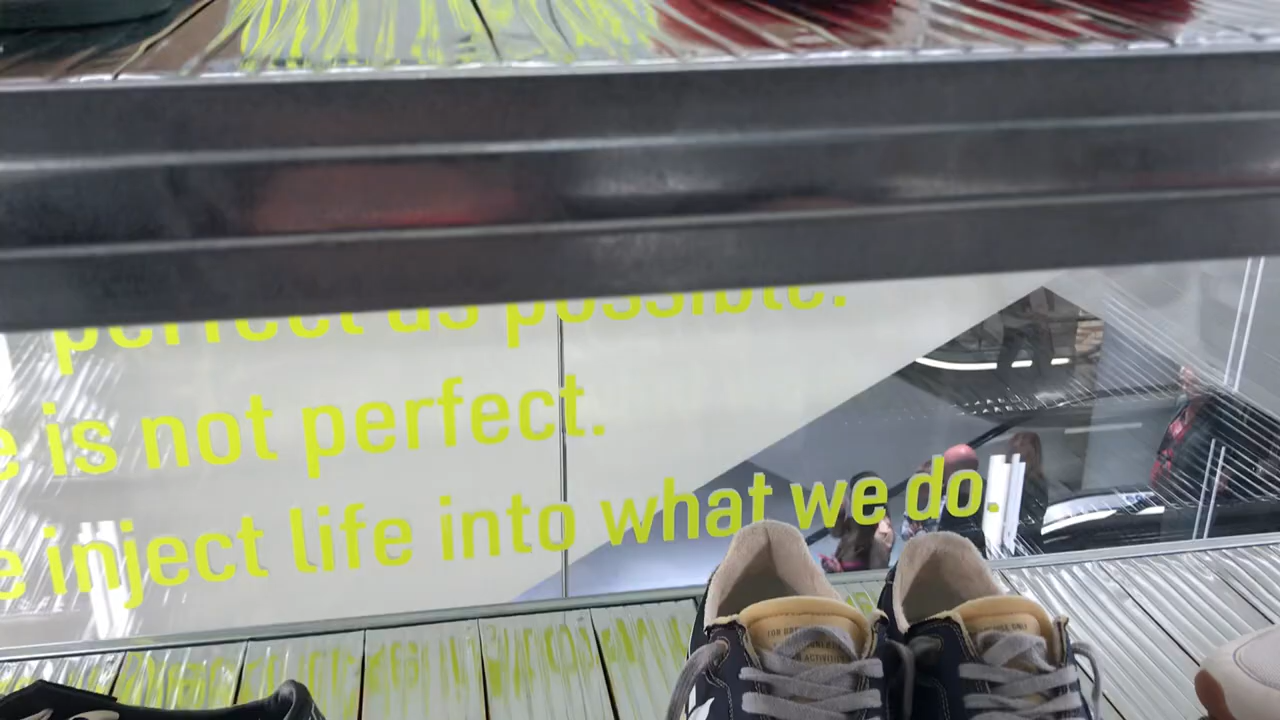 perfect as possible.
is not perfect.
inject life into what we do.